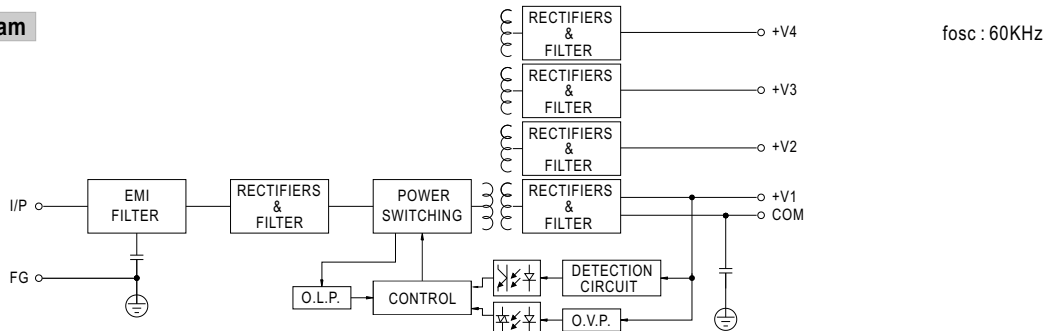 am
fosc : 60KHz
RECTIFIERS
&
FILTER
+V4
RECTIFIERS
&
FILTER
+V3
RECTIFIERS
&
FILTER
+V2
I/P
EMI
FILTER
RECTIFIERS
&
FILTER
POWER
SWITCHING
RECTIFIERS
&
FILTER
+V1
COM
FG
O.L.P.
CONTROL
DETECTION
CIRCUIT
O.V.P.